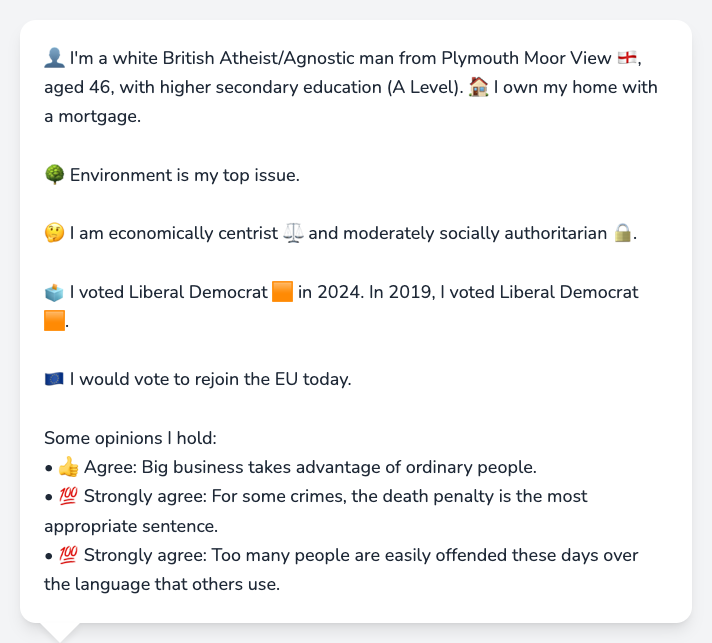 👤 I'm a white British Atheist/Agnostic man from Plymouth Moor View 🏴󠁧󠁢󠁥󠁮󠁧󠁿,
aged 46, with higher secondary education (A Level). 🏠 I own my home with
a mortgage.
🌳 Environment is my top issue.
🤔 I am economically centrist ⚖️ and moderately socially authoritarian 🔒.
🗳️ I voted Liberal Democrat 🟧 in 2024. In 2019, I voted Liberal Democrat
🟧.
🇪🇺 I would vote to rejoin the EU today.
Some opinions I hold:
• 👍 Agree: Big business takes advantage of ordinary people.
• 💯 Strongly agree: For some crimes, the death penalty is the most
appropriate sentence.
• 💯 Strongly agree: Too many people are easily offended these days over
the language that others use.